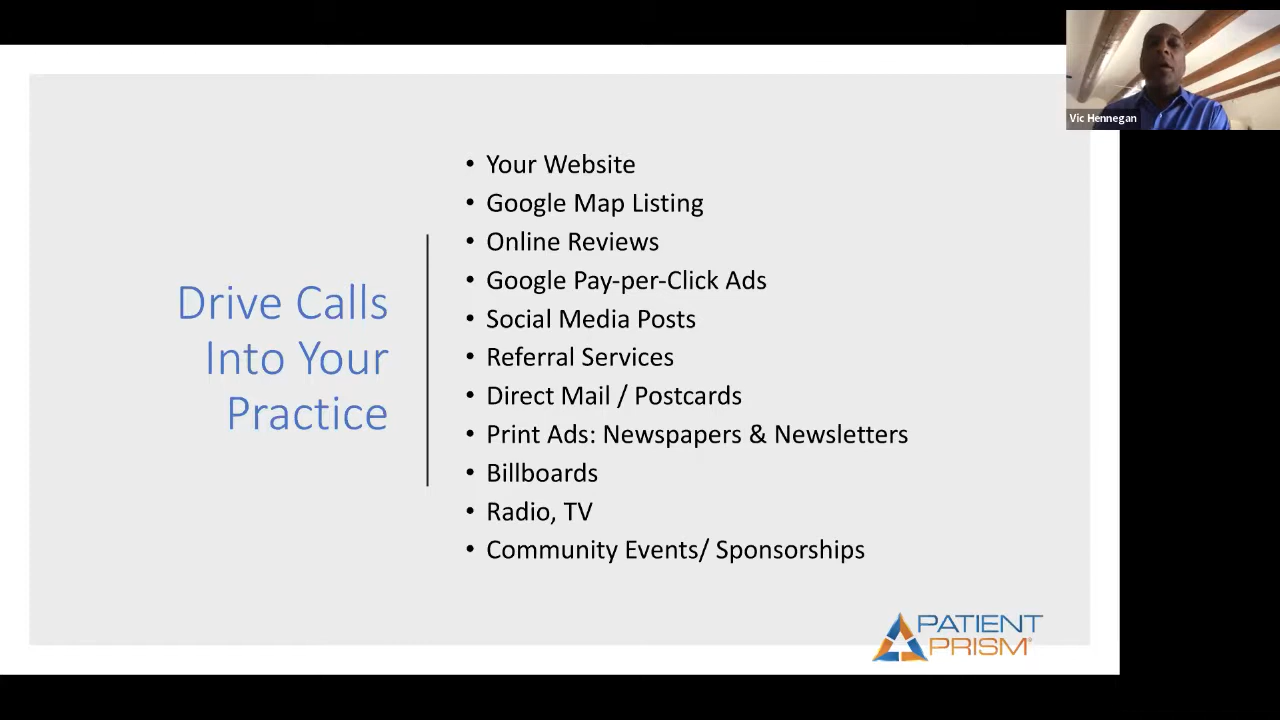 Vic Hennegan
Drive Calls
Into Your
Practice
• Your Website
• Google Map Listing
• Online Reviews
• Google Pay-per-Click Ads
• Social Media Posts
• Referral Services
• Direct Mail / Postcards
• Print Ads: Newspapers & Newsletters
• Billboards
• Radio, TV
• Community Events/ Sponsorships
PATIENT
PRISM®